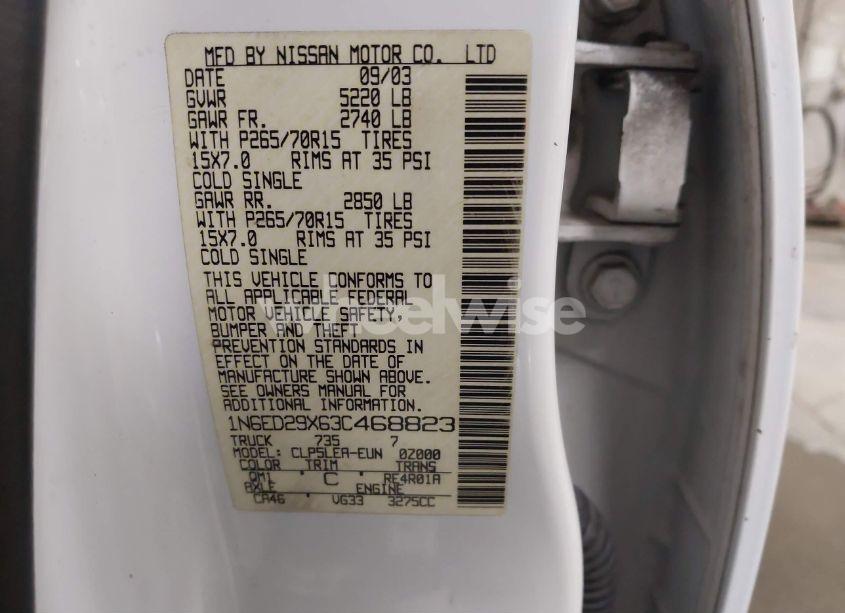 MFD BY NISSAN MOTOR CO. LTD
DATE 09/03
GVWR 5220 LB
GAWR FR. 2740 LB
WITH P265/70R15 TIRES
15X7.0 RIMS AT 35 PSI
COLD SINGLE
GAWR RR. 2850 LB
WITH P265/70R15 TIRES
15X7.0 RIMS AT 35 PSI
COLD SINGLE
THIS VEHICLE CONFORMS TO
ALL APPLICABLE FEDERAL
MOTOR VEHICLE SAFETY,
BUMPER AND THEFT
PREVENTION STANDARDS IN
EFFECT ON THE DATE OF
MANUFACTURE SHOWN ABOVE.
SEE OWNERS MANUAL FOR
ADDITIONAL INFORMATION.
1N6ED29X63C468823
TRUCK 735 7
MODEL: CLPSLEA-EUN 0Z000
COLOR TRIM TRANS
QM1 C RE4R01A
AXLE ENGINE
CA46 VG33 3275CC
wheelwise